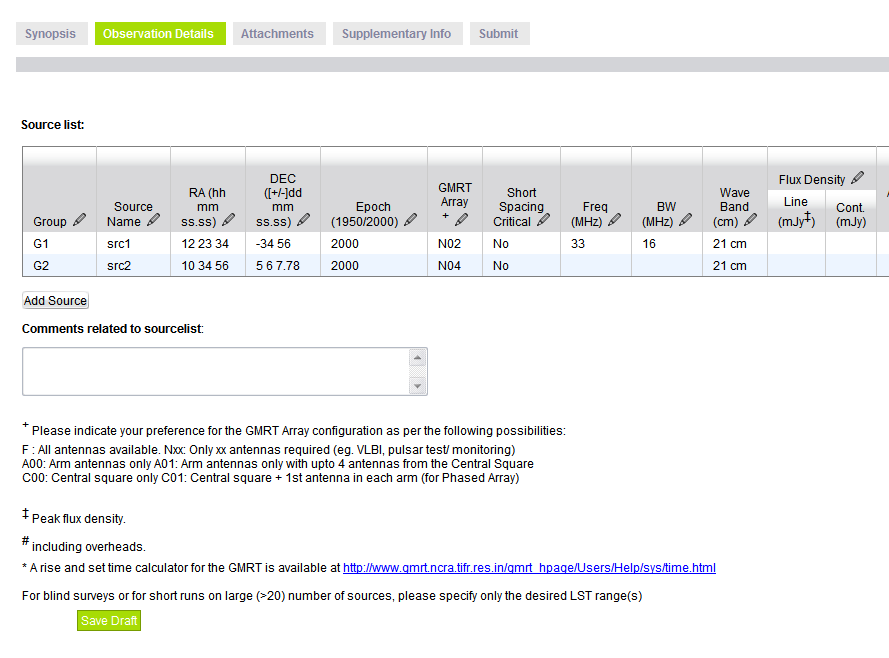 Synopsis Observation Details Attachments Supplementary Info Submit
Source list:
Group Source Name RA (hh mm ss.ss) DEC ([+/-]dd mm ss.ss) Epoch (1950/2000) GMRT Array + Short Spacing Critical Freq (MHz) BW (MHz) Wave Band (cm) Flux Density Line (mJy‡) Cont. (mJy)
G1 src1 12 23 34 -34 56 2000 N02 No 33 16 21 cm
G2 src2 10 34 56 5 6 7.78 2000 N04 No 21 cm
Add Source
Comments related to sourcelist:
+ Please indicate your preference for the GMRT Array configuration as per the following possibilities:
F : All antennas available. Nxx: Only xx antennas required (eg. VLBI, pulsar test/ monitoring)
A00: Arm antennas only A01: Arm antennas only with upto 4 antennas from the Central Square
C00: Central square only C01: Central square + 1st antenna in each arm (for Phased Array)
‡ Peak flux density.
# including overheads.
* A rise and set time calculator for the GMRT is available at http://www.gmrt.ncra.tifr.res.in/gmrt_hpage/Users/Help/sys/time.html
For blind surveys or for short runs on large (>20) number of sources, please specify only the desired LST range(s)
Save Draft